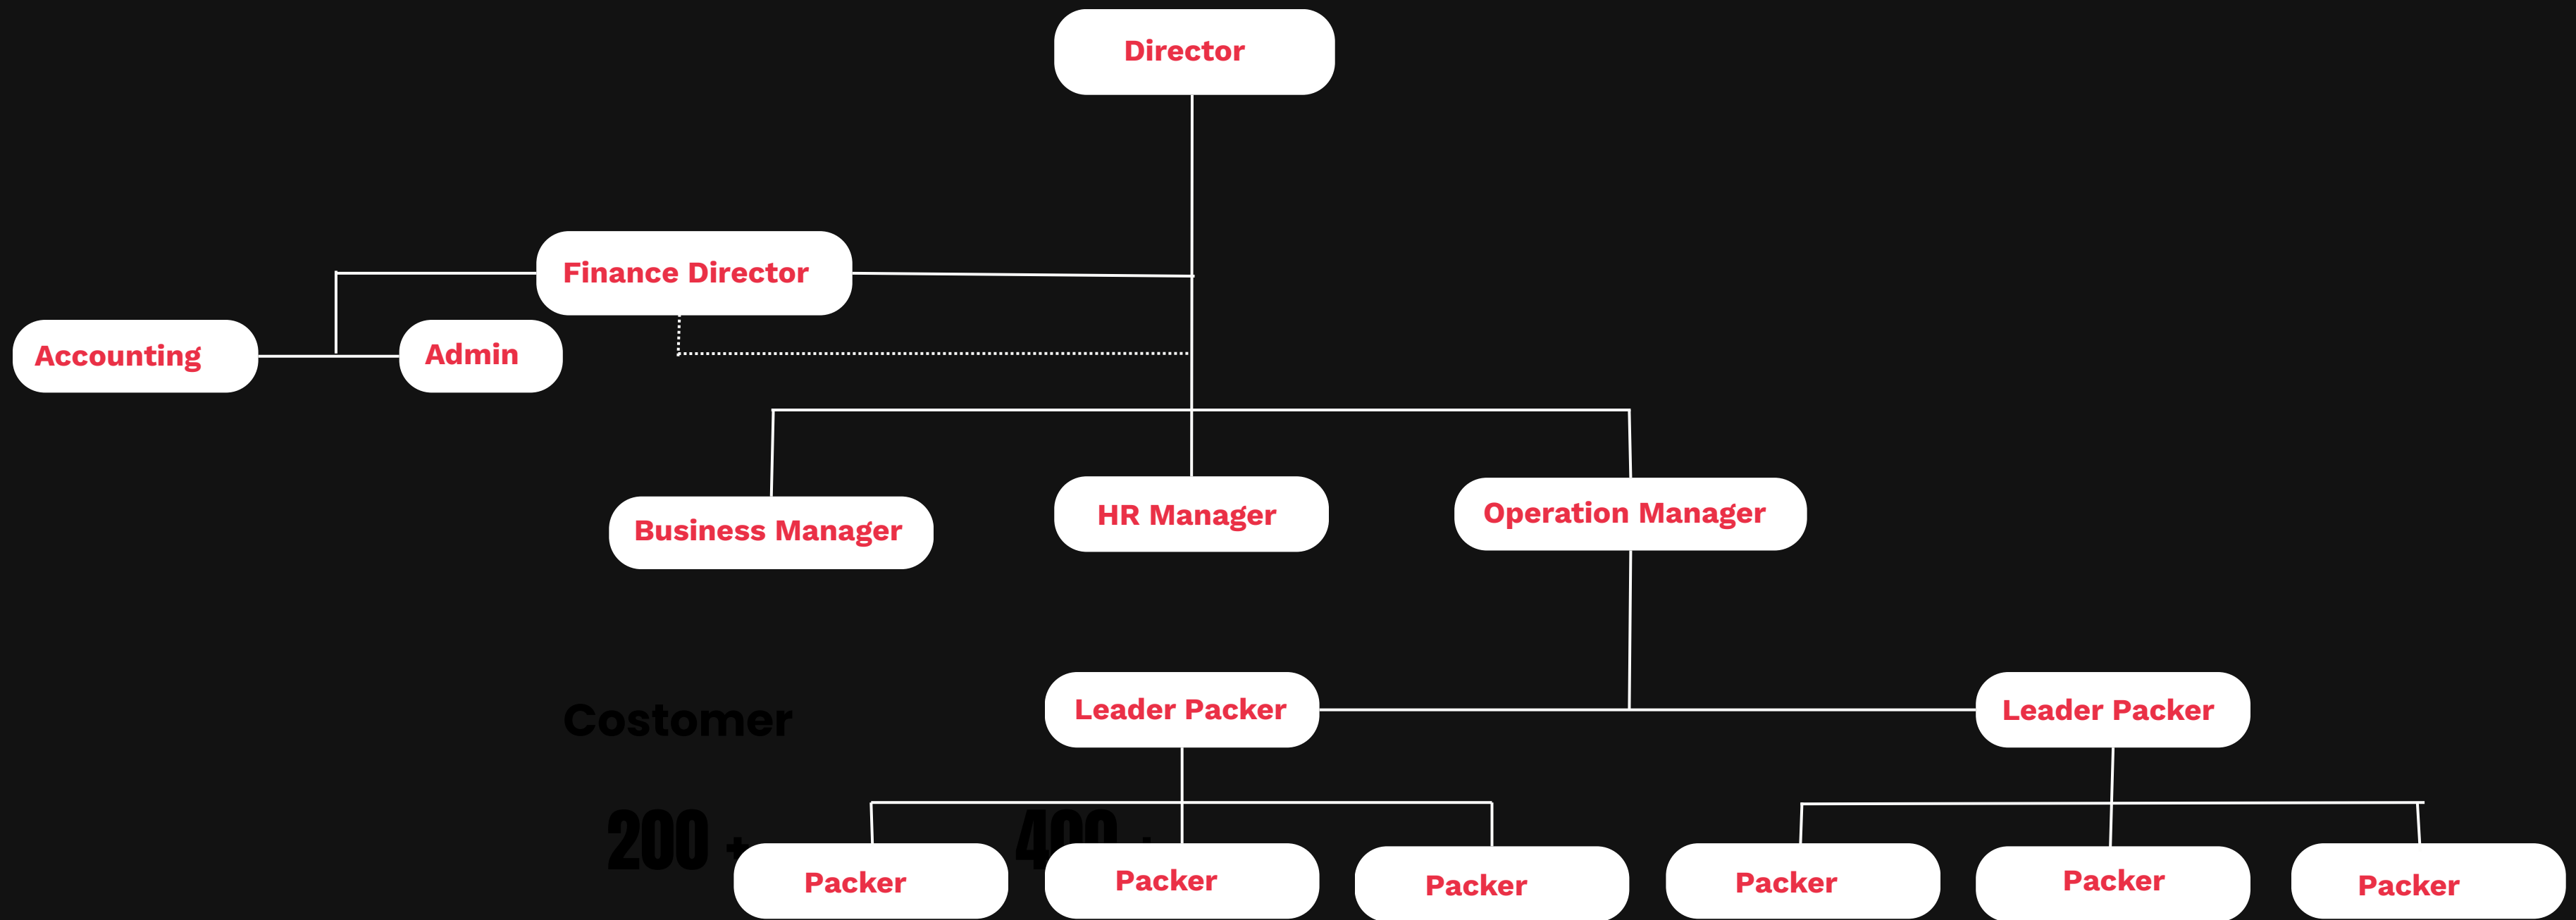 Director
Finance Director
Accounting
Admin
Business Manager
HR Manager
Operation Manager
Leader Packer
Leader Packer
Costomer
200 +
400 +
Packer
Packer
Packer
Packer
Packer
Packer